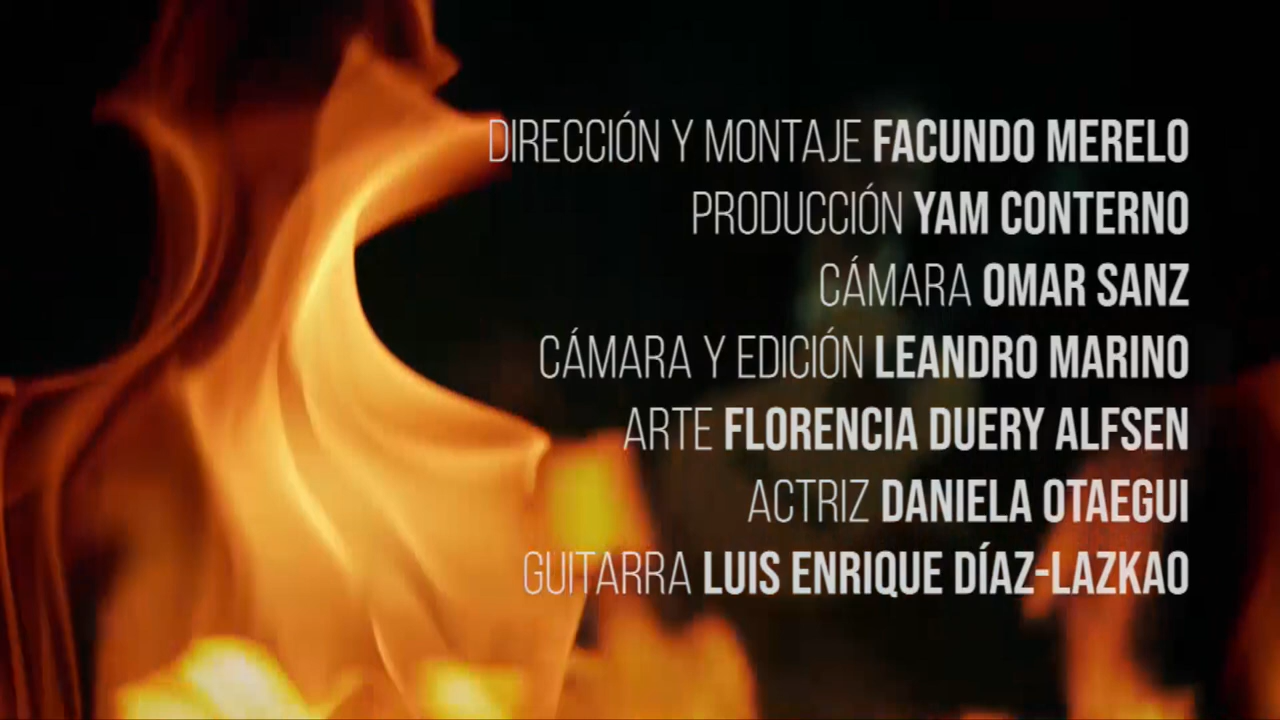 DIRECCIÓN Y MONTAJE FACUNDO MERELO
PRODUCCIÓN YAM CONTERNO
CÁMARA OMAR SANZ
CÁMARA Y EDICIÓN LEANDRO MARINO
ARTE FLORENCIA DUERY ALFSEN
ACTRIZ DANIELA OTAEGUI
GUITARRA LUIS ENRIQUE DÍAZ-LAZKAO